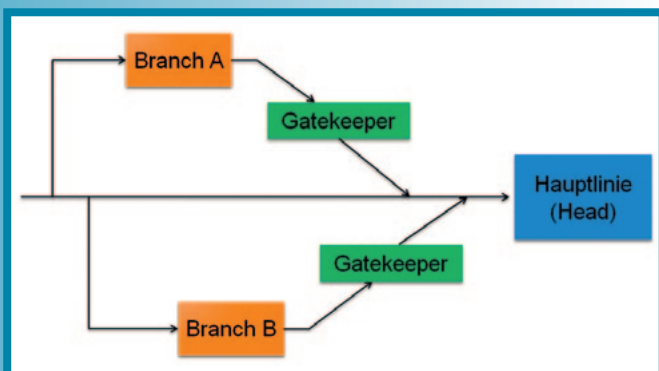 Branch A
Gatekeeper
Hauptlinie
(Head)
Gatekeeper
Branch B